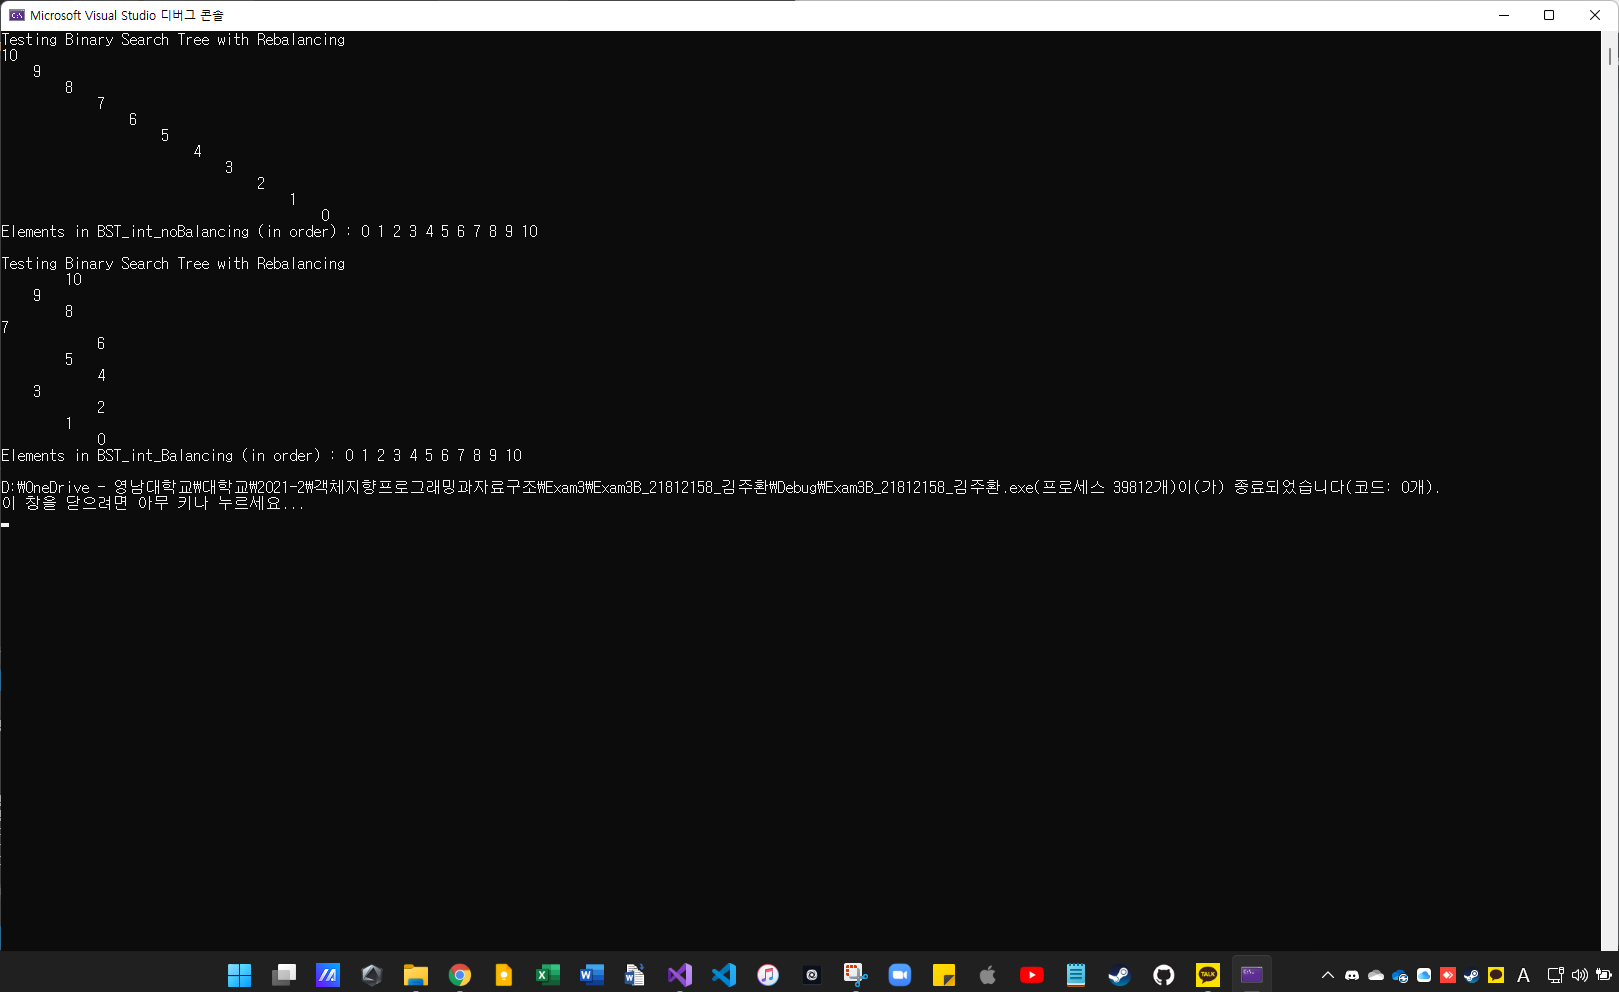 Microsoft Visual Studio 디버그 콘솔
Testing Binary Search Tree with Rebalancing
10
9
8
7
6
5
4
3
2
1
0
Elements in BST_int_noBalancing (in order) : 0 1 2 3 4 5 6 7 8 9 10
Testing Binary Search Tree with Rebalancing
10
9
8
7
6
5
4
3
2
1
0
Elements in BST_int_Balancing (in order) : 0 1 2 3 4 5 6 7 8 9 10
D:₩OneDrive - 영남대학교₩대학교₩2021-2₩객체지향프로그래밍과자료구조₩Exam3₩Exam3B_21812158_김주환₩Debug₩Exam3B_21812158_김주환.exe(프로세스 39812개)이(가) 종료되었습니다(코드: 0개).
이 창을 닫으려면 아무 키나 누르세요...
TALK
A